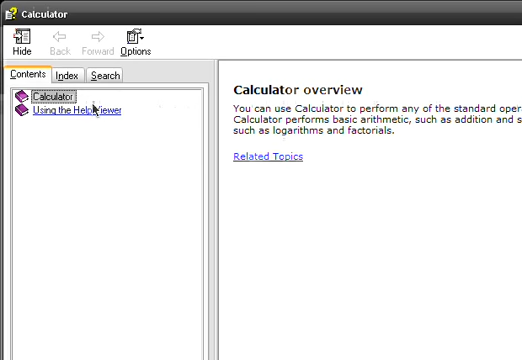 Calculator
Hide Back Forward Options
Contents Index Search
Calculator
Using the Help Viewer
Calculator overview
You can use Calculator to perform any of the standard oper
Calculator performs basic arithmetic, such as addition and s
such as logarithms and factorials.
Related Topics